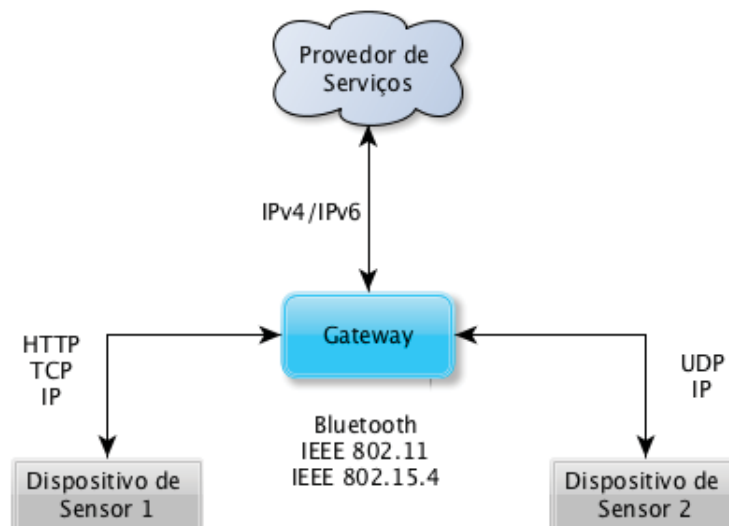 Provedor de
Serviços
IPv4/IPv6
Gateway
HTTP
TCP
IP
UDP
IP
Bluetooth
IEEE 802.11
IEEE 802.15.4
Dispositivo de
Sensor 1
Dispositivo de
Sensor 2